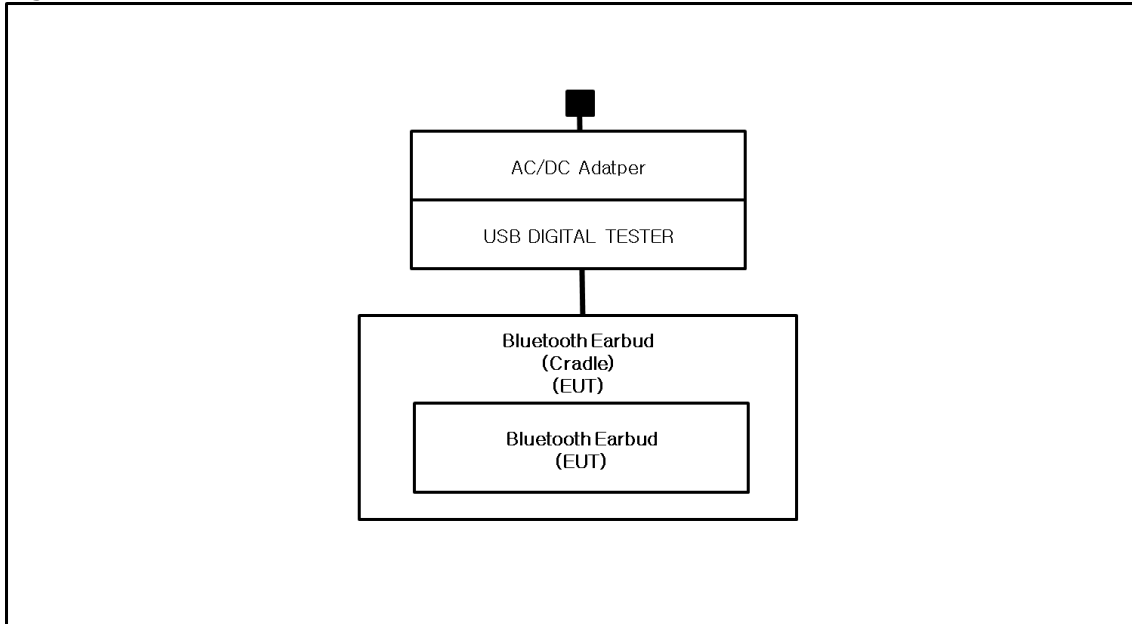 AC/DC Adatper
USB DIGITAL TESTER
Bluetooth Earbud
(Cradle)
(EUT)
Bluetooth Earbud
(EUT)